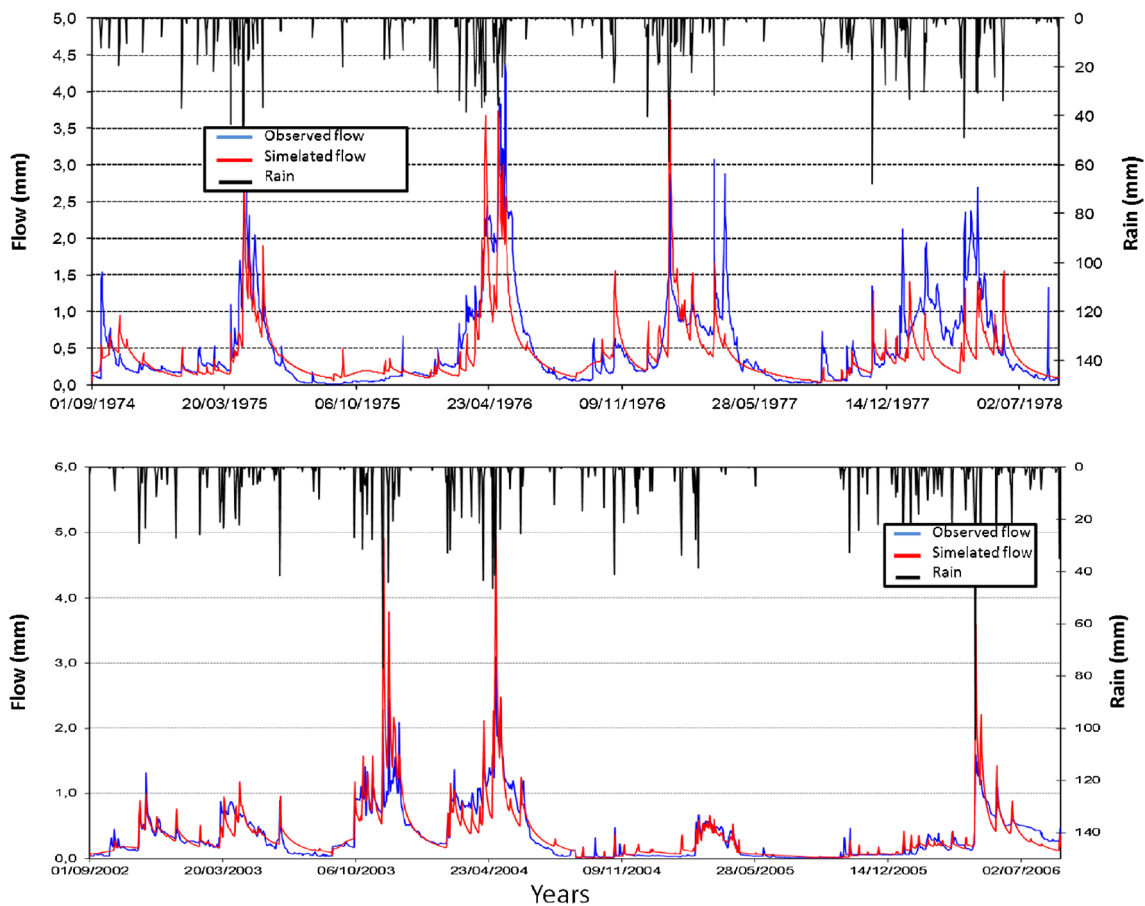 5,0
4,5
4,0
3,5
3,0
2,5
2,0
1,5
1,0
0,5
0,0
Flow (mm)
0
20
40
60
80
100
120
140
Rain (mm)
Observed flow
Simelated flow
Rain
01/09/1974 20/03/1975 06/10/1975 23/04/1976 09/11/1976 28/05/1977 14/12/1977 02/07/1978
6,0
5,0
4,0
3,0
2,0
1,0
0,0
Flow (mm)
0
20
40
60
80
100
120
140
Rain (mm)
Observed flow
Simelated flow
Rain
01/09/2002 20/03/2003 06/10/2003 23/04/2004 09/11/2004 28/05/2005 14/12/2005 02/07/2006
Years